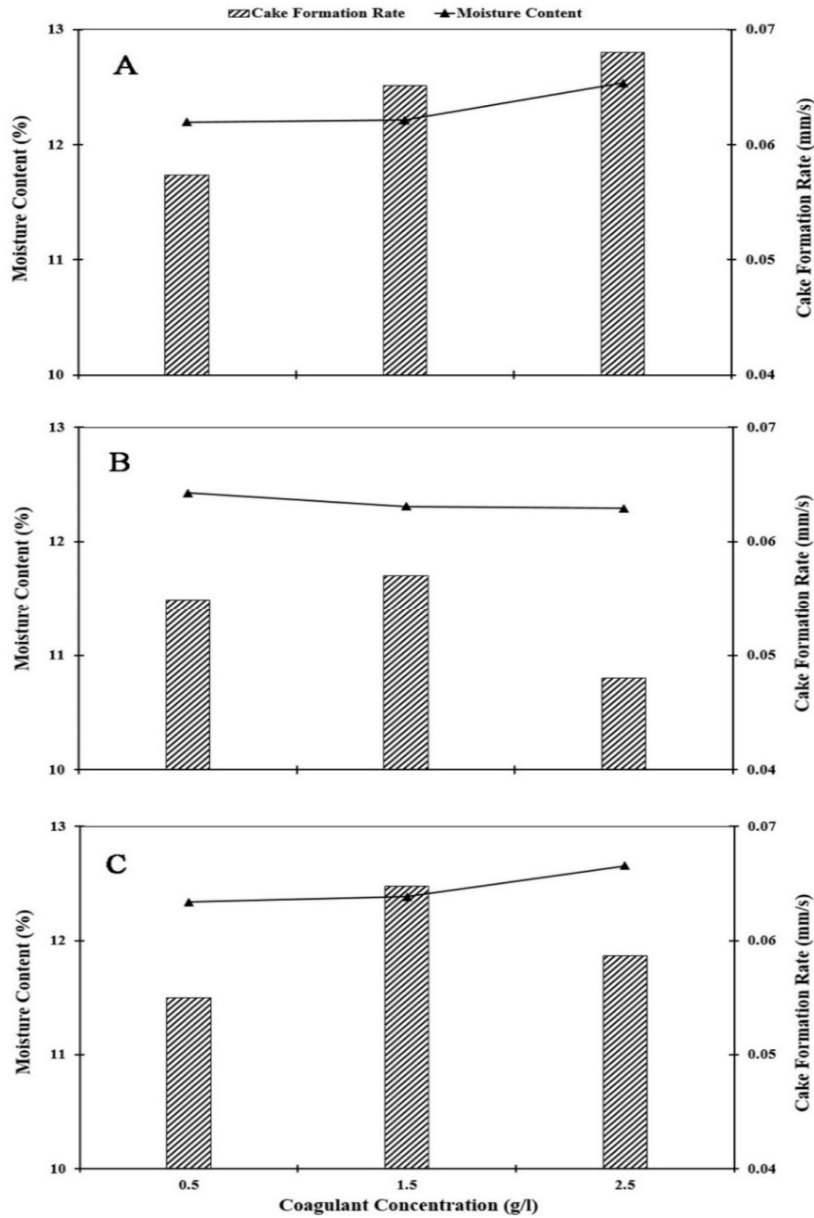 Cake Formation Rate Moisture Content
A
13
12
11
10
Moisture Content (%)
0.07
0.06
0.05
0.04
Cake Formation Rate (mm/s)
B
13
12
11
10
Moisture Content (%)
0.07
0.06
0.05
0.04
Cake Formation Rate (mm/s)
C
13
12
11
10
Moisture Content (%)
0.07
0.06
0.05
0.04
Cake Formation Rate (mm/s)
0.5 1.5 2.5
Coagulant Concentration (g/l)